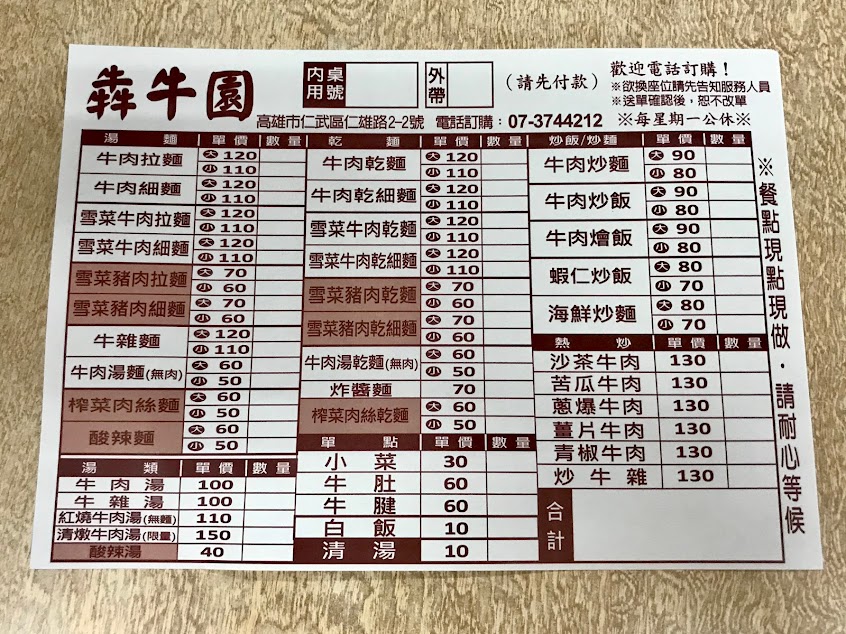 犇牛園
內用 桌號
外帶
(請先付款)
歡迎電話訂購!
※欲換座位請先告知服務人員
※送單確認後,恕不改單
高雄市仁武區仁雄路2-2號 電話訂購:07-3744212 ※每星期一公休※
湯麵 單價 數量
牛肉拉麵 大 120
小 110
牛肉細麵 大 120
小 110
雪菜牛肉拉麵 大 120
小 110
雪菜牛肉細麵 大 120
小 110
雪菜豬肉拉麵 大 70
小 60
雪菜豬肉細麵 大 70
小 60
牛雜麵 大 120
小 110
牛肉湯麵(無肉) 大 60
小 50
榨菜肉絲麵 大 60
小 50
酸辣麵 大 60
小 50
湯類 單價 數量
牛肉湯 100
牛雜湯 100
紅燒牛肉湯(無麵) 110
清燉牛肉湯(限量) 150
酸辣湯 40
乾麵 單價 數量
牛肉乾麵 大 120
小 110
牛肉乾細麵 大 120
小 110
雪菜牛肉乾麵 大 120
小 110
雪菜牛肉乾細麵 大 120
小 110
雪菜豬肉乾麵 大 70
小 60
雪菜豬肉乾細麵 大 70
小 60
牛肉湯乾麵(無肉) 大 60
小 50
炸醬麵 70
榨菜肉絲乾麵 大 60
小 50
單點 單價 數量
小菜 30
牛肚 60
牛腱 60
白飯 10
清湯 10
炒飯/炒麵 單價 數量
牛肉炒麵 大 90
小 80
牛肉炒飯 大 90
小 80
牛肉燴飯 大 90
小 80
蝦仁炒飯 大 80
小 70
海鮮炒麵 大 80
小 70
熱炒 單價 數量
沙茶牛肉 130
苦瓜牛肉 130
蔥爆牛肉 130
薑片牛肉 130
青椒牛肉 130
炒牛雜 130
合計
※餐點現點現做.請耐心等候